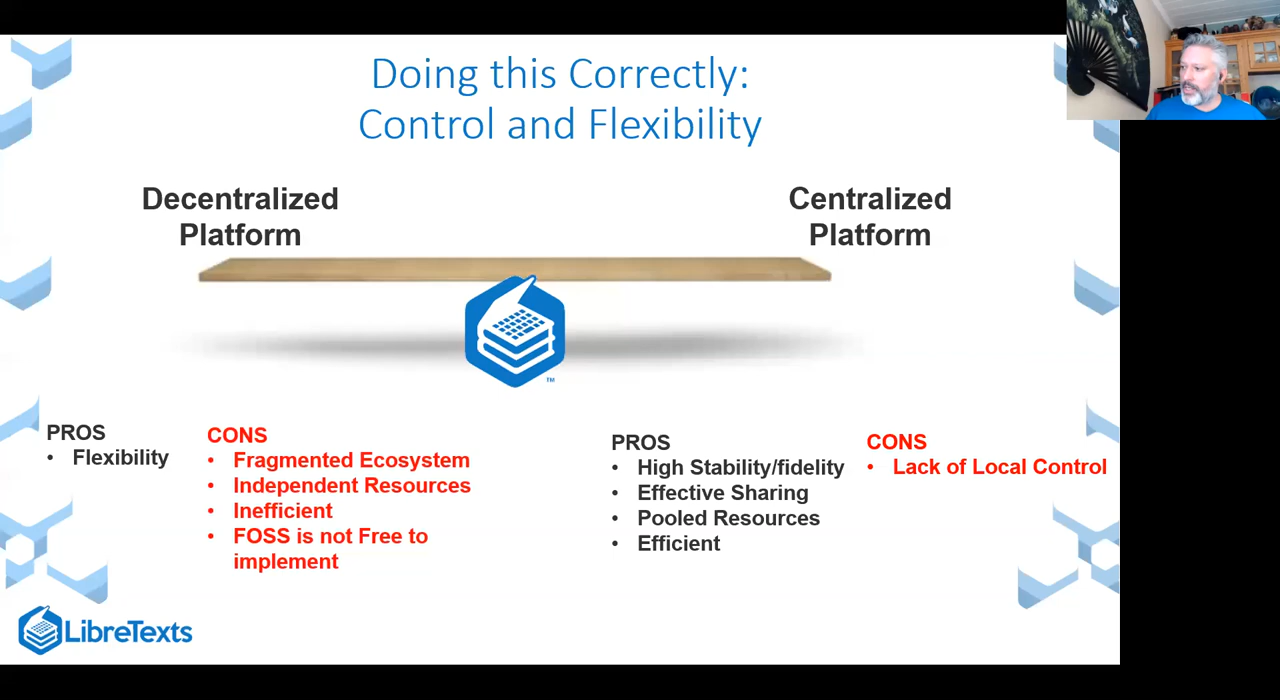 Doing this Correctly:
Control and Flexibility
Decentralized
Platform
Centralized
Platform
TM
PROS
• Flexibility
CONS
• Fragmented Ecosystem
• Independent Resources
• Inefficient
• FOSS is not Free to
implement
PROS
• High Stability/fidelity
• Effective Sharing
• Pooled Resources
• Efficient
CONS
• Lack of Local Control
LibreTexts